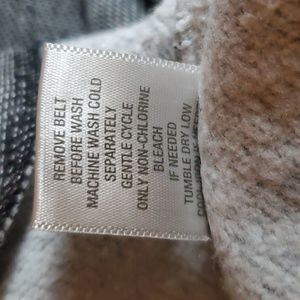 REMOVE BELT
BEFORE WASH
MACHINE WASH COLD
SEPARATELY
GENTLE CYCLE
ONLY NON-CHLORINE
BLEACH
IF NEEDED
TUMBLE DRY LOW